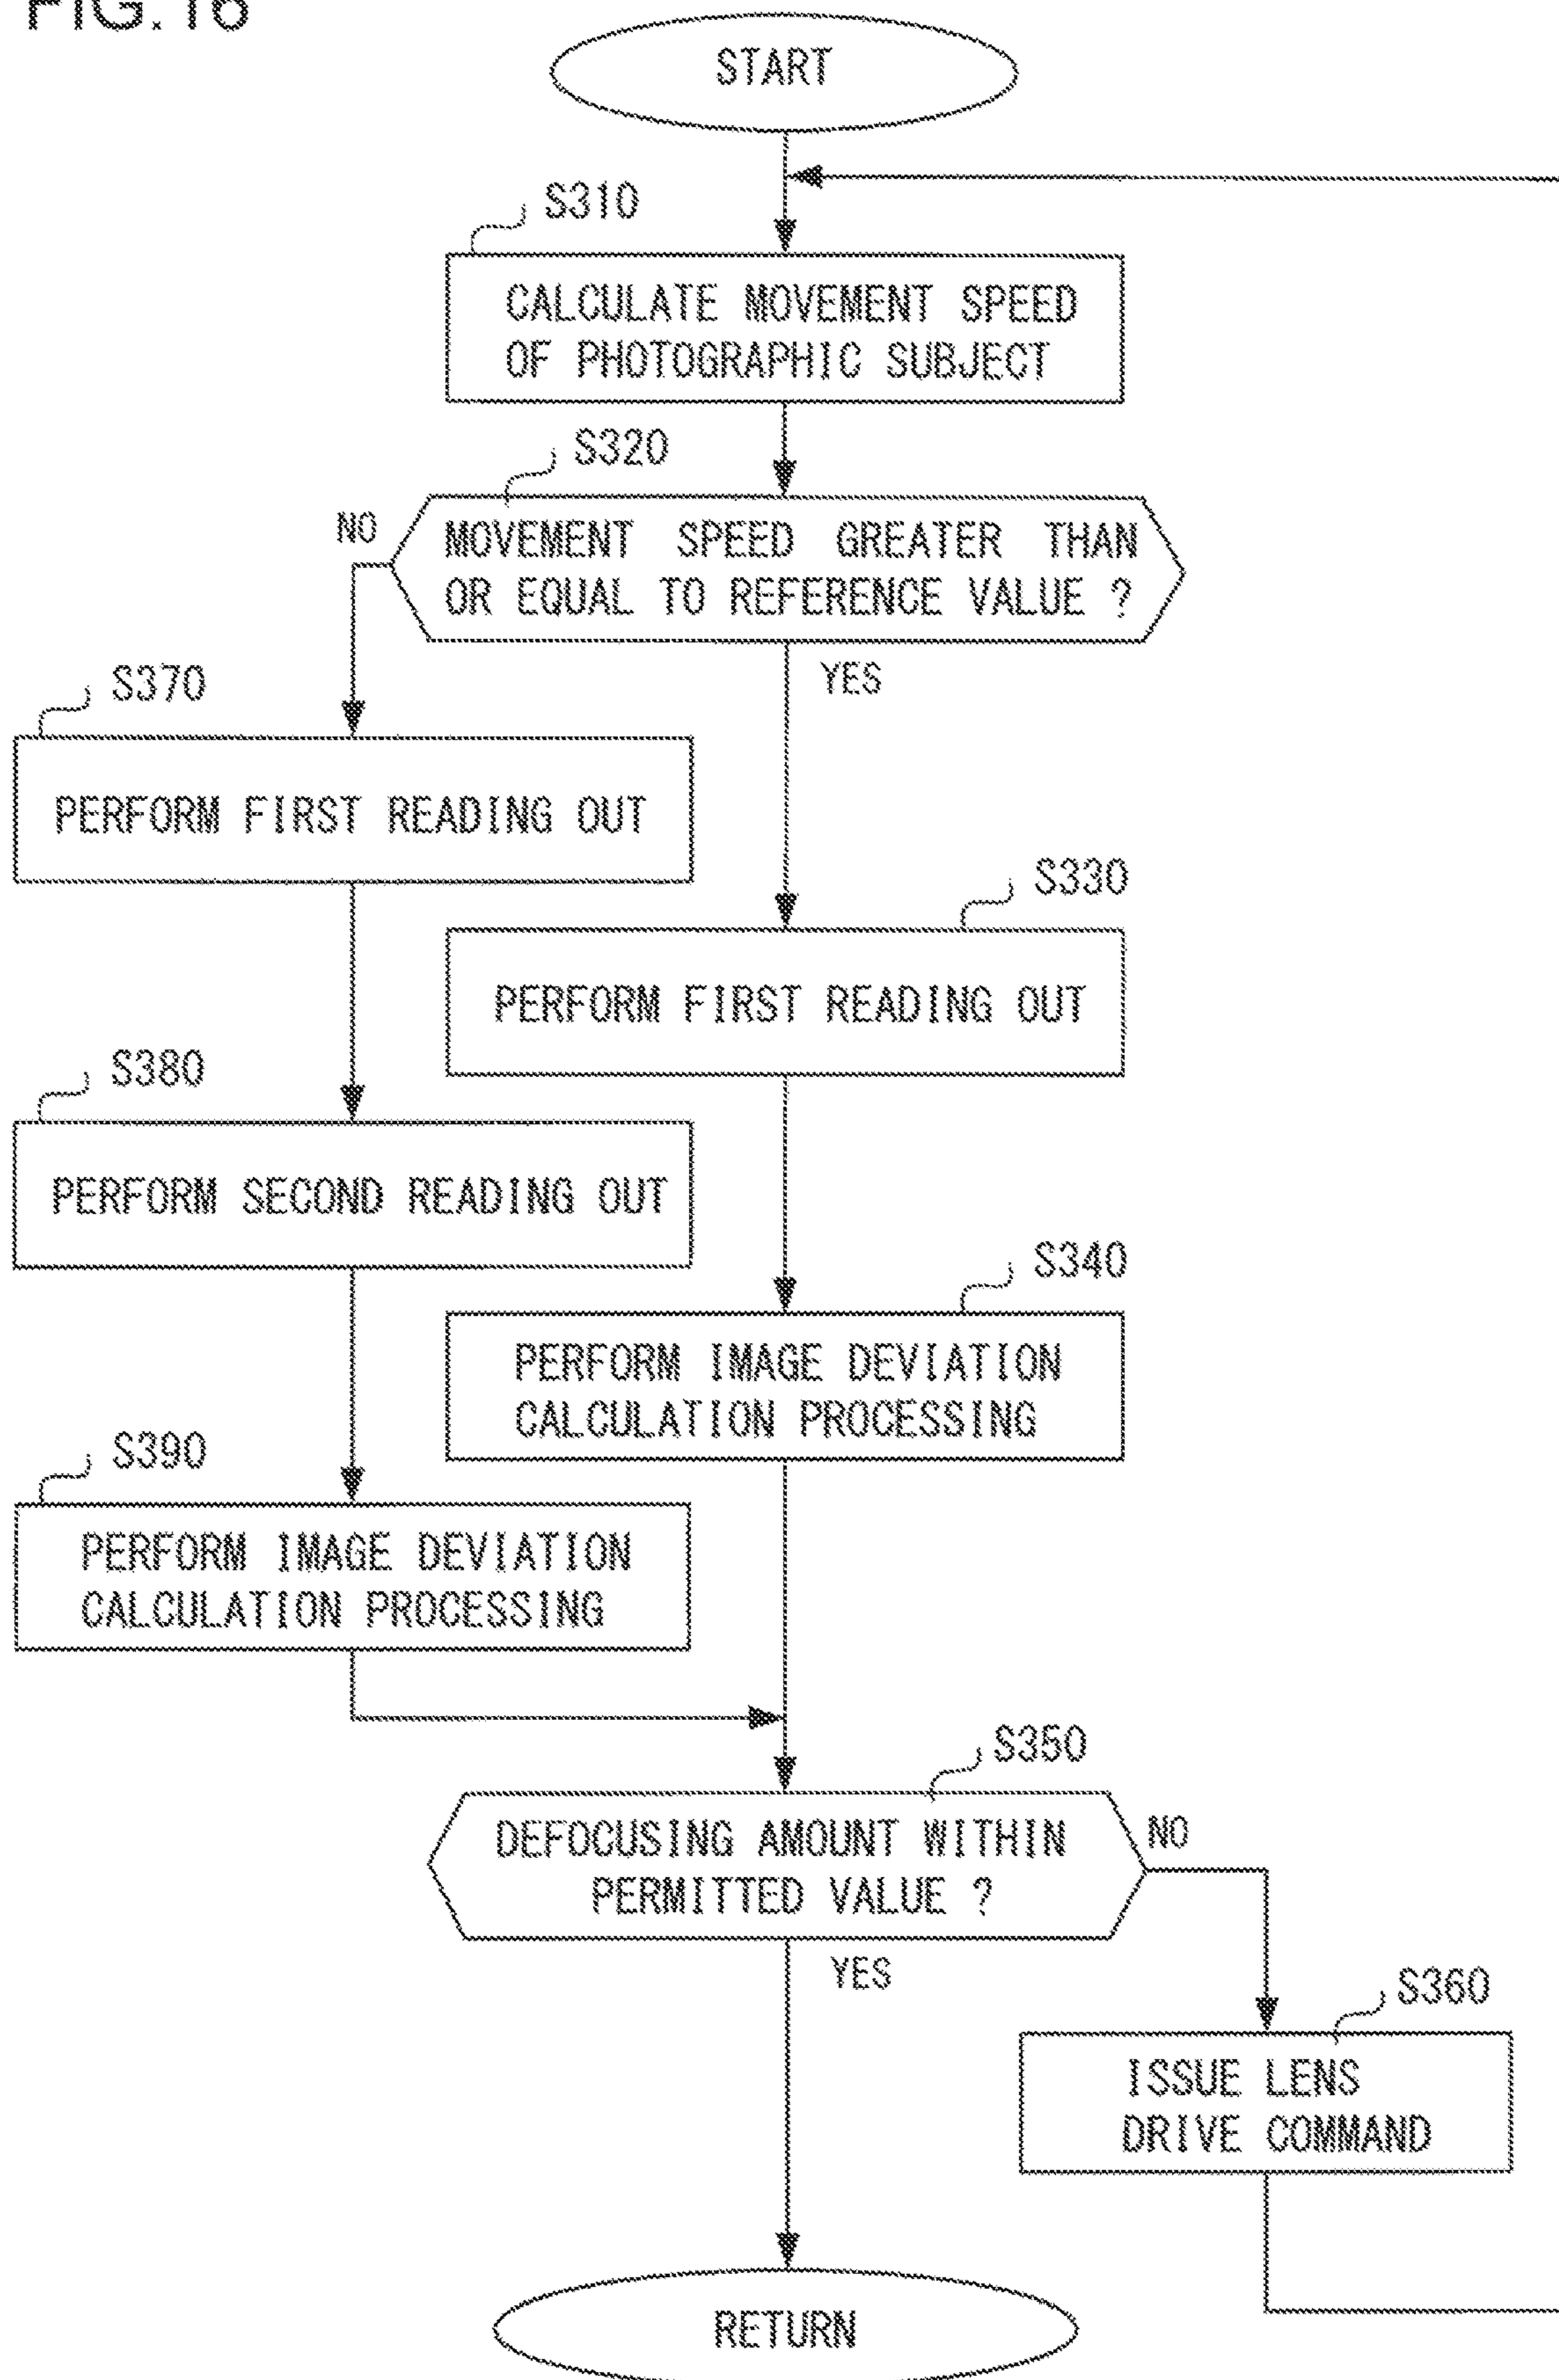 FIG.16
START
S310
CALCULATE MOVEMENT SPEED
OF PHOTOGRAPHIC SUBJECT
S320
NO
MOVEMENT SPEED GREATER THAN
OR EQUAL TO REFERENCE VALUE ?
YES
S370
PERFORM FIRST READING OUT
S330
PERFORM FIRST READING OUT
S380
PERFORM SECOND READING OUT
S340
PERFORM IMAGE DEVIATION
CALCULATION PROCESSING
S390
PERFORM IMAGE DEVIATION
CALCULATION PROCESSING
S350
DEFOCUSING AMOUNT WITHIN
PERMITTED VALUE ?
NO
YES
S360
ISSUE LENS
DRIVE COMMAND
RETURN